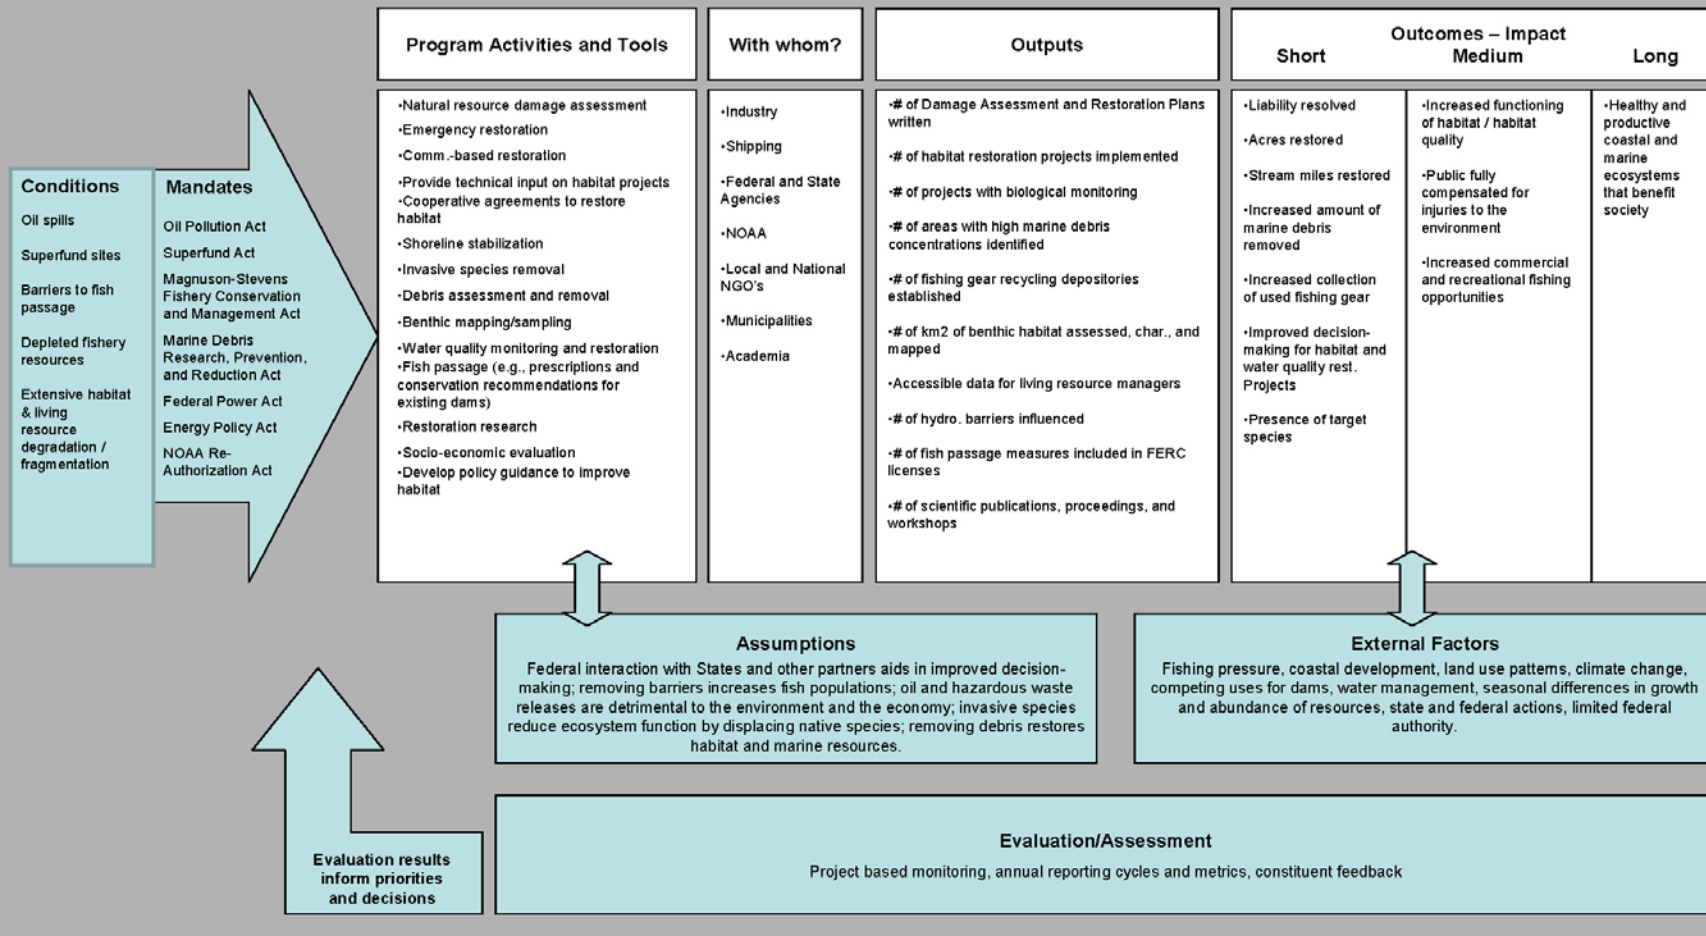 Program Activities and Tools
With whom?
Outputs
Outcomes – Impact
Short
Medium
Long
Conditions
Oil spills
Superfund sites
Barriers to fish
passage
Depleted fishery
resources
Extensive habitat
& living
resource
degradation /
fragmentation
Mandates
Oil Pollution Act
Superfund Act
Magnuson-Stevens
Fishery Conservation
and Management Act
Marine Debris
Research, Prevention,
and Reduction Act
Federal Power Act
Energy Policy Act
NOAA Re-
Authorization Act
•Natural resource damage assessment
•Emergency restoration
•Comm.-based restoration
•Provide technical input on habitat projects
•Cooperative agreements to restore
habitat
•Shoreline stabilization
•Invasive species removal
•Debris assessment and removal
•Benthic mapping/sampling
•Water quality monitoring and restoration
•Fish passage (e.g., prescriptions and
conservation recommendations for
existing dams)
•Restoration research
•Socio-economic evaluation
•Develop policy guidance to improve
habitat
•Industry
•Shipping
•Federal and State
Agencies
•NOAA
•Local and National
NGO's
•Municipalities
•Academia
•# of Damage Assessment and Restoration Plans
written
•# of habitat restoration projects implemented
•# of projects with biological monitoring
•# of areas with high marine debris
concentrations identified
•# of fishing gear recycling depositories
established
•# of km2 of benthic habitat assessed, char., and
mapped
•Accessible data for living resource managers
•# of hydro. barriers influenced
•# of fish passage measures included in FERC
licenses
•# of scientific publications, proceedings, and
workshops
•Liability resolved
•Acres restored
•Stream miles restored
•Increased amount of
marine debris
removed
•Increased collection
of used fishing gear
•Improved decision-
making for habitat and
water quality rest.
Projects
•Presence of target
species
•Increased functioning
of habitat / habitat
quality
•Public fully
compensated for
injuries to the
environment
•Increased commercial
and recreational fishing
opportunities
•Healthy and
productive
coastal and
marine
ecosystems
that benefit
society
Assumptions
Federal interaction with States and other partners aids in improved decision-
making; removing barriers increases fish populations; oil and hazardous waste
releases are detrimental to the environment and the economy; invasive species
reduce ecosystem function by displacing native species; removing debris restores
habitat and marine resources.
External Factors
Fishing pressure, coastal development, land use patterns, climate change,
competing uses for dams, water management, seasonal differences in growth
and abundance of resources, state and federal actions, limited federal
authority.
Evaluation results
inform priorities
and decisions
Evaluation/Assessment
Project based monitoring, annual reporting cycles and metrics, constituent feedback